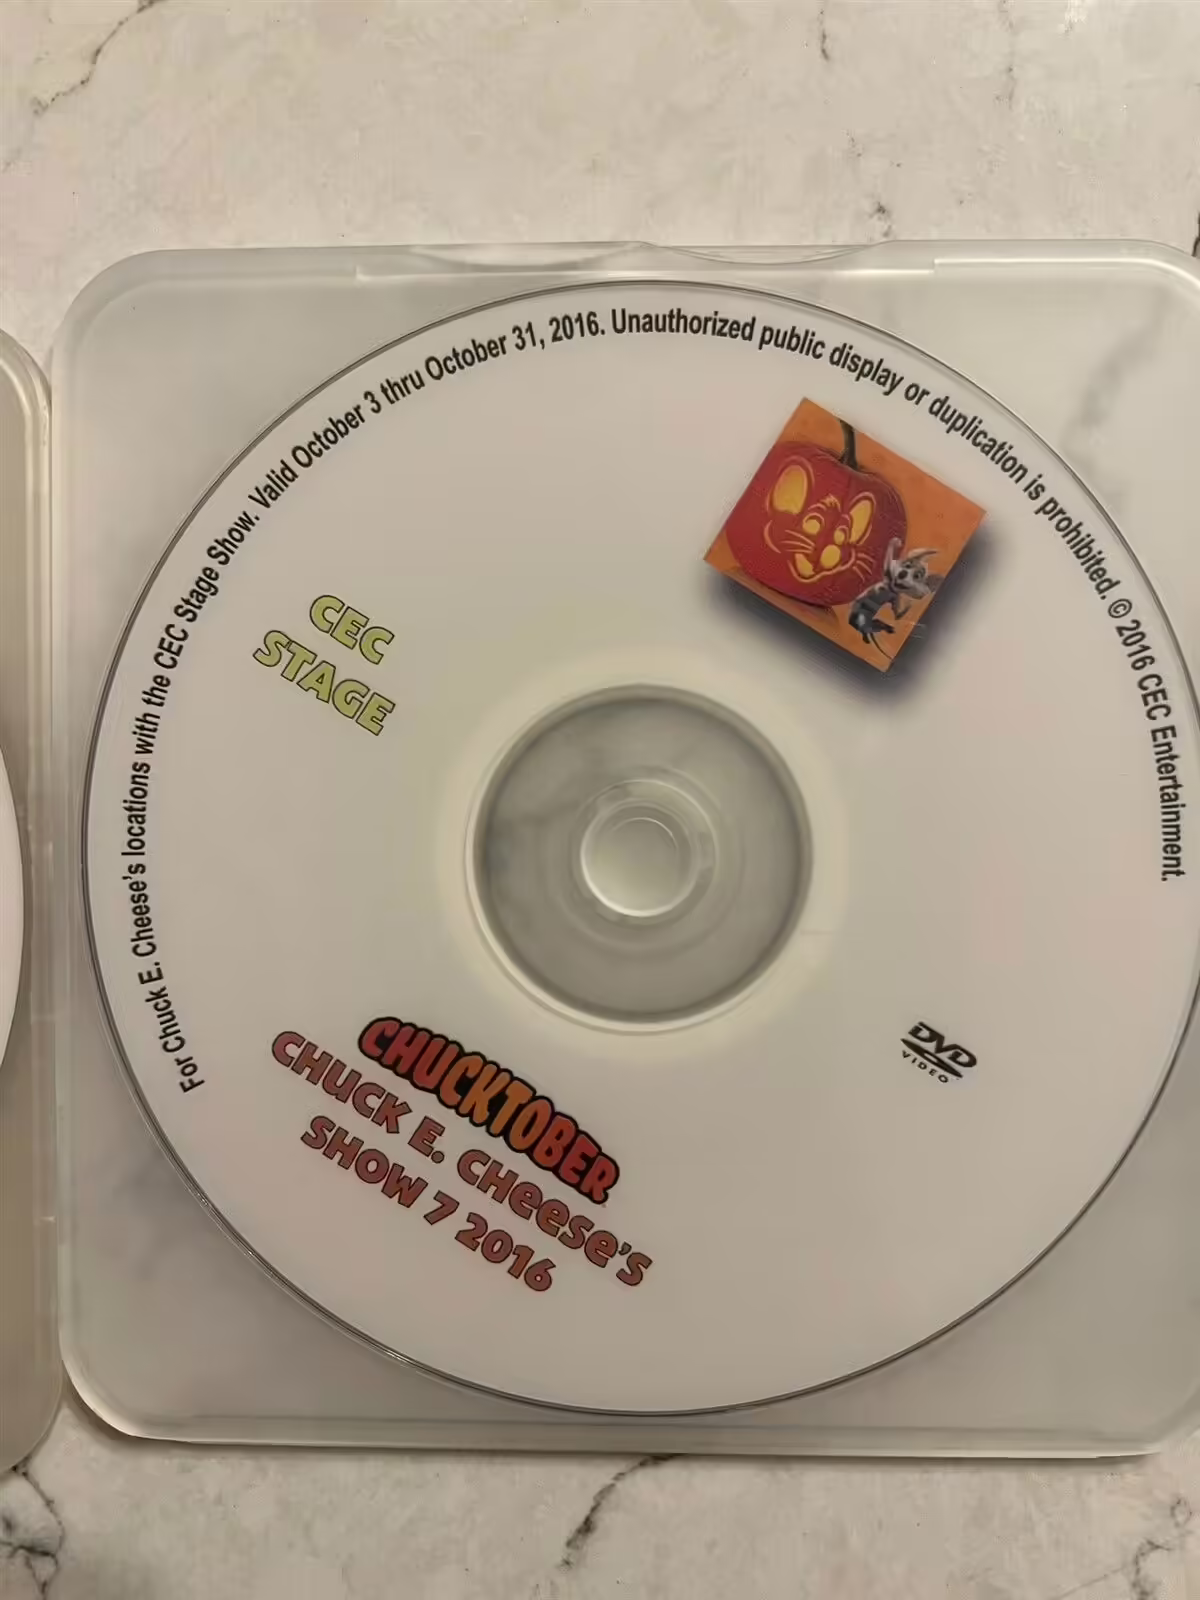 For Chuck E. Cheese's locations with the CEC Stage Show. Valid October 3 thru October 31, 2016. Unauthorized public display or duplication is prohibited. © 2016 CEC Entertainment.
CEC
STAGE
CHUCKTOBER
CHUCK E. CHEESE'S
SHOW 7 2016
DVD
VIDEO